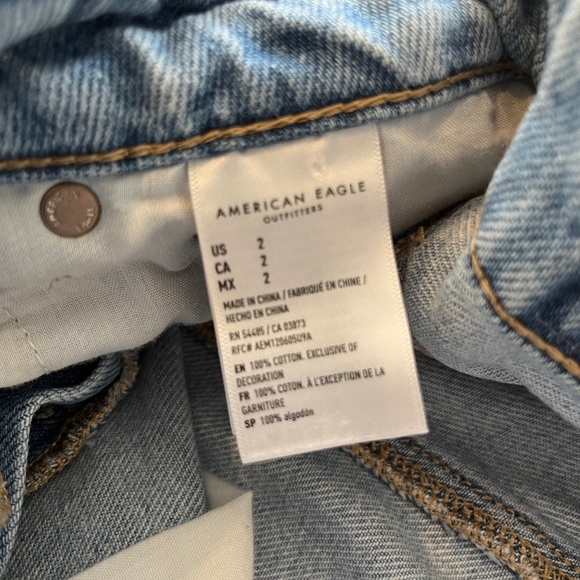 AMERICAN EAGLE
OUTFITTERS
US 2
CA 2
MX 2
MADE IN CHINA / FABRIQUÉ EN CHINE /
HECHO EN CHINA
RN 54485 / CA 03873
RFC# AEM120605U9A
EN 100% COTTON. EXCLUSIVE OF
DECORATION
FR 100% COTON. À L'EXCEPTION DE LA
GARNITURE
SP 100% algodón